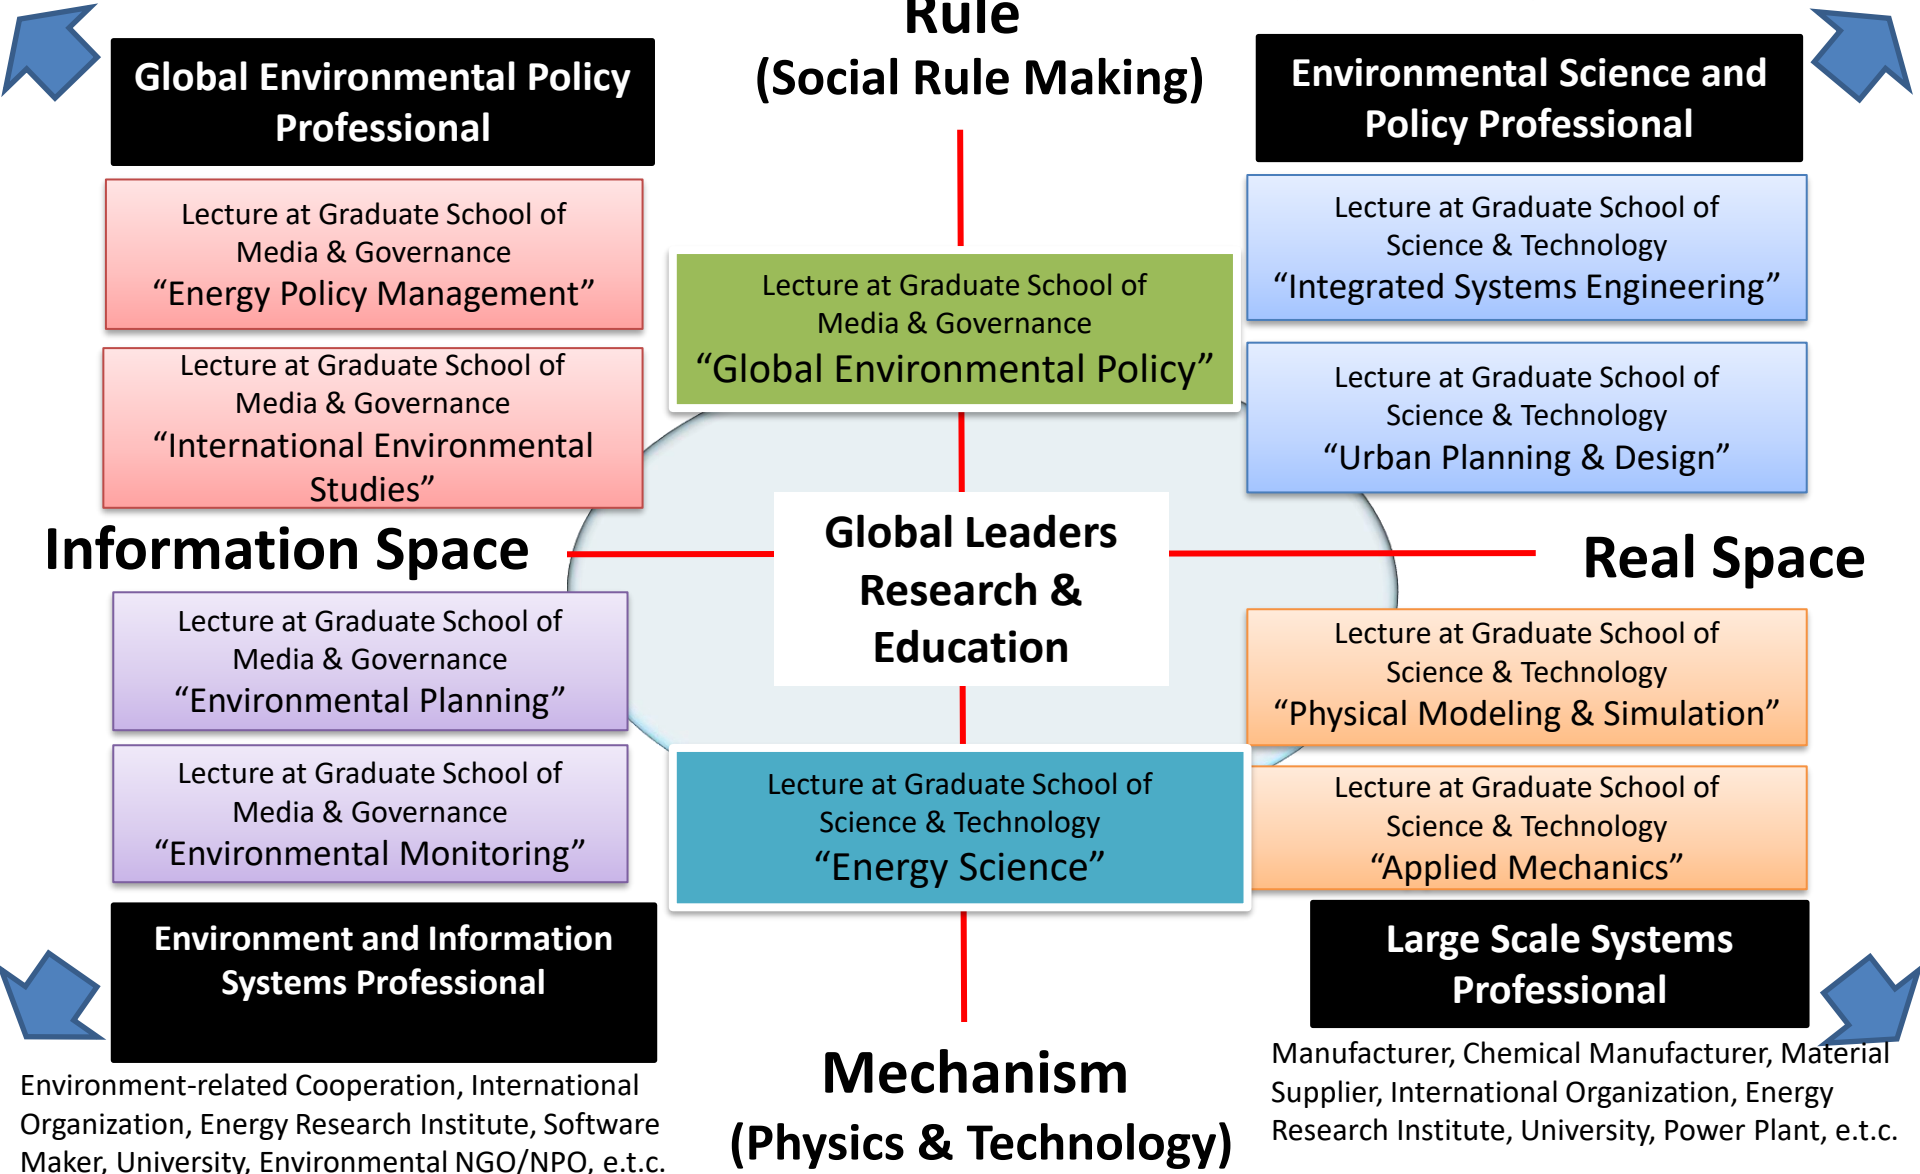 Rule
(Social Rule Making)
Global Environmental Policy
Professional
Environmental Science and
Policy Professional
Lecture at Graduate School of
Media & Governance
“Energy Policy Management”
Lecture at Graduate School of
Science & Technology
“Integrated Systems Engineering”
Lecture at Graduate School of
Media & Governance
“Global Environmental Policy”
Lecture at Graduate School of
Media & Governance
“International Environmental
Studies”
Lecture at Graduate School of
Science & Technology
“Urban Planning & Design”
Information Space
Global Leaders
Research &
Education
Real Space
Lecture at Graduate School of
Media & Governance
“Environmental Planning”
Lecture at Graduate School of
Science & Technology
“Physical Modeling & Simulation”
Lecture at Graduate School of
Media & Governance
“Environmental Monitoring”
Lecture at Graduate School of
Science & Technology
“Energy Science”
Lecture at Graduate School of
Science & Technology
“Applied Mechanics”
Environment and Information
Systems Professional
Large Scale Systems
Professional
Environment-related Cooperation, International
Organization, Energy Research Institute, Software
Maker, University, Environmental NGO/NPO, e.t.c.
Mechanism
(Physics & Technology)
Manufacturer, Chemical Manufacturer, Material
Supplier, International Organization, Energy
Research Institute, University, Power Plant, e.t.c.